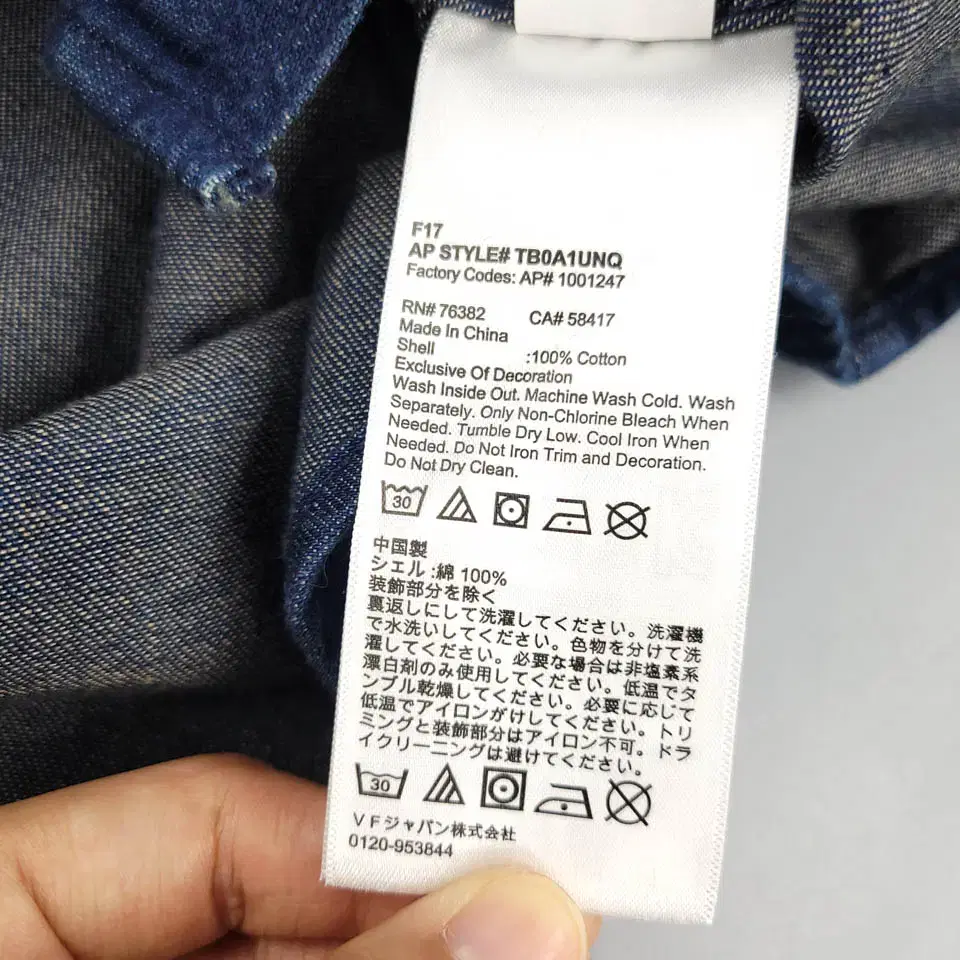 F17
AP STYLE# TB0A1UNQ
Factory Codes: AP# 1001247
RN# 76382 CA# 58417
Made In China
Shell :100% Cotton
Exclusive Of Decoration
Wash Inside Out. Machine Wash Cold. Wash
Separately. Only Non-Chlorine Bleach When
Needed. Tumble Dry Low. Cool Iron When
Needed. Do Not Iron Trim and Decoration.
Do Not Dry Clean.
30
中国製
シェル :綿 100%
装飾部分を除く
裏返しにして洗濯してください。洗濯機
で水洗いしてください。色物を分けて洗
濯してください。必要な場合は非塩素系
漂白剤のみ使用してください。低温でタ
ンブル乾燥してください。必要に応じて
低温でアイロンがけしてください。トリ
ミングと装飾部分はアイロン不可。ドラ
イクリーニングは避けてください。
30
VFジャパン株式会社
0120-953844